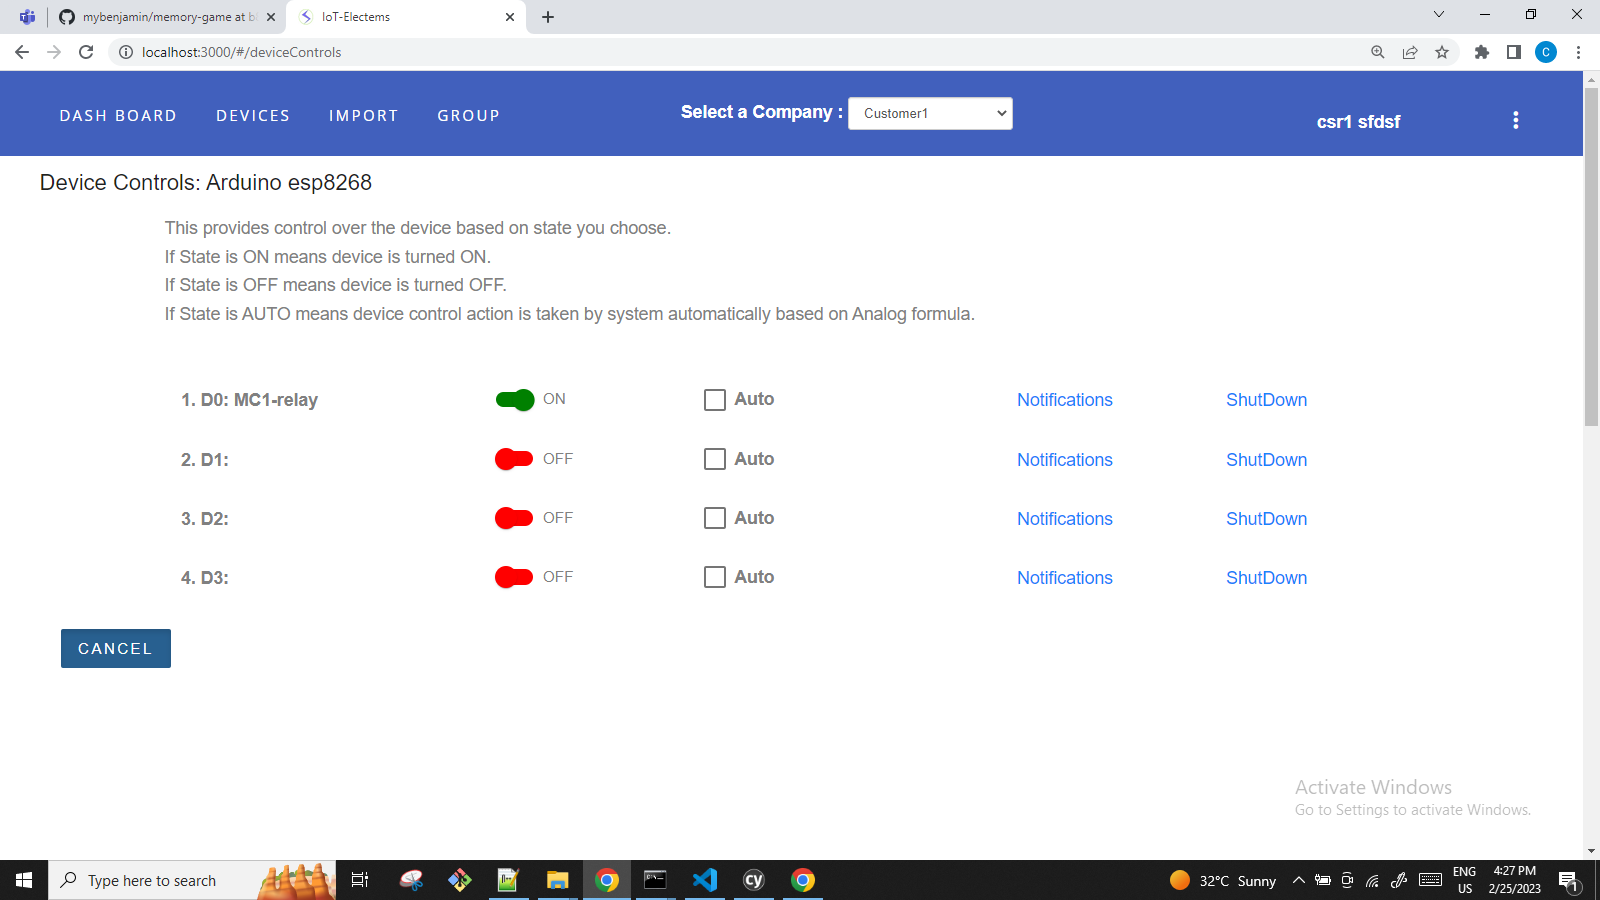 mybenjamin/memory-game at b
IoT-Electems
localhost:3000/#/deviceControls
C
DASH BOARD DEVICES IMPORT GROUP
Select a Company : Customer1
csr1 sfdsf
Device Controls: Arduino esp8268
This provides control over the device based on state you choose.
If State is ON means device is turned ON.
If State is OFF means device is turned OFF.
If State is AUTO means device control action is taken by system automatically based on Analog formula.
1. D0: MC1-relay ON Auto Notifications ShutDown
2. D1: OFF Auto Notifications ShutDown
3. D2: OFF Auto Notifications ShutDown
4. D3: OFF Auto Notifications ShutDown
CANCEL
Activate Windows
Go to Settings to activate Windows.
Type here to search
cy
32°C Sunny
ENG
US
4:27 PM
2/25/2023
1